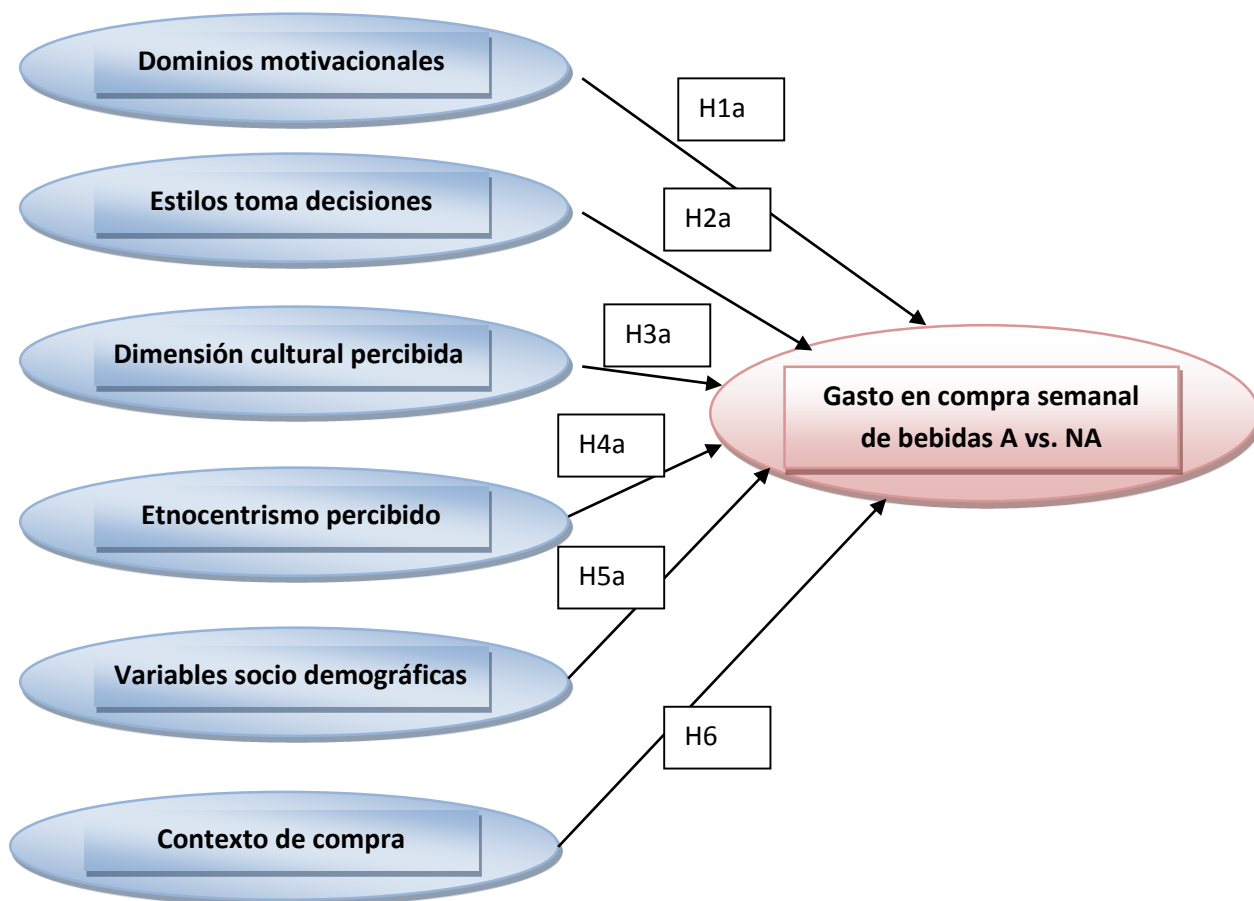 Dominios motivacionales
H1a
Estilos toma decisiones
H2a
Dimensión cultural percibida
H3a
Gasto en compra semanal
de bebidas A vs. NA
Etnocentrismo percibido
H4a
Variables socio demográficas
H5a
Contexto de compra
H6